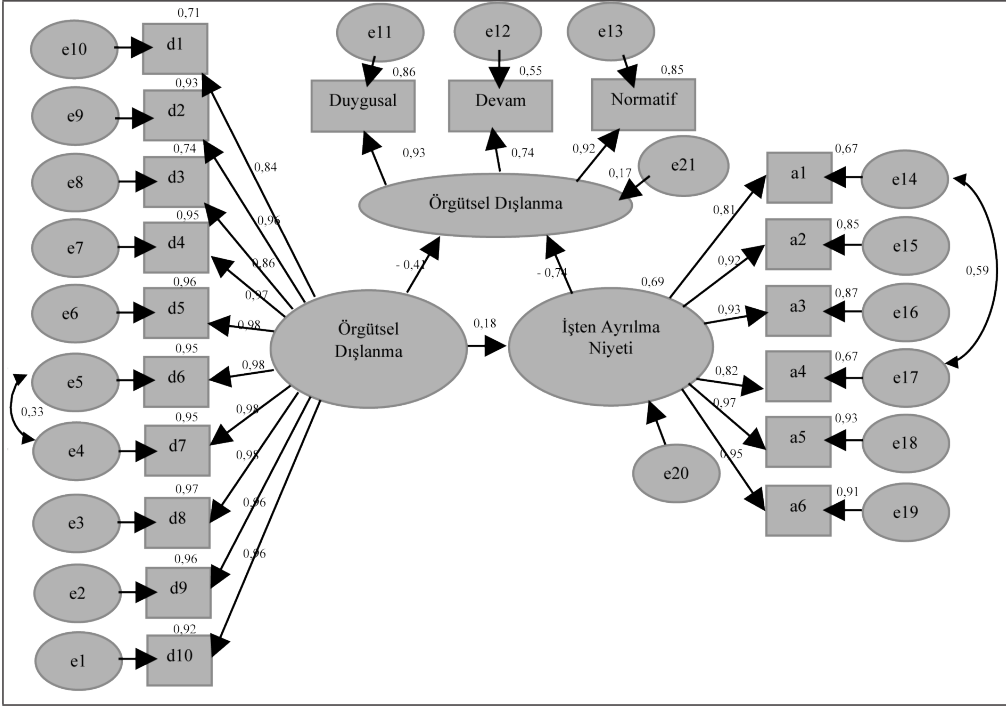 0,71
e10
d1
0,93
e9
d2
0,74
e8
d3
0,95
e7
d4
0,96
e6
d5
0,95
e5
d6
0,33
0,95
e4
d7
0,97
e3
d8
0,96
e2
d9
0,92
e1
d10
0,84
0,96
0,86
0,97
0,98
0,98
0,98
0,98
0,96
0,96
Örgütsel
Dışlanma
e11
e12
e13
0,86
0,55
0,85
Duygusal
Devam
Normatif
0,93
0,74
0,92
0,17
e21
Örgütsel Dışlanma
- 0,41
- 0,74
0,18
0,69
İşten Ayrılma
Niyeti
e20
0,81
0,92
0,93
0,82
0,97
0,95
0,67
a1
e14
0,85
a2
e15
0,87
a3
e16
0,67
a4
e17
0,93
a5
e18
0,91
a6
e19
0,59